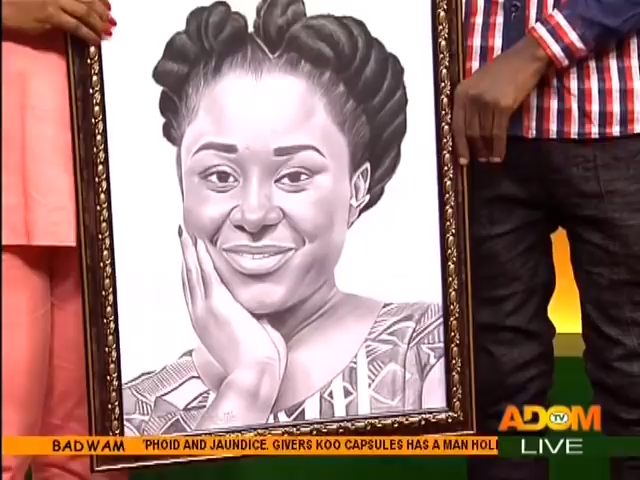 ADOM TV
LIVE
BADWAM 'PHOID AND JAUNDICE. GIVERS KOO CAPSULES HAS A MAN HOL